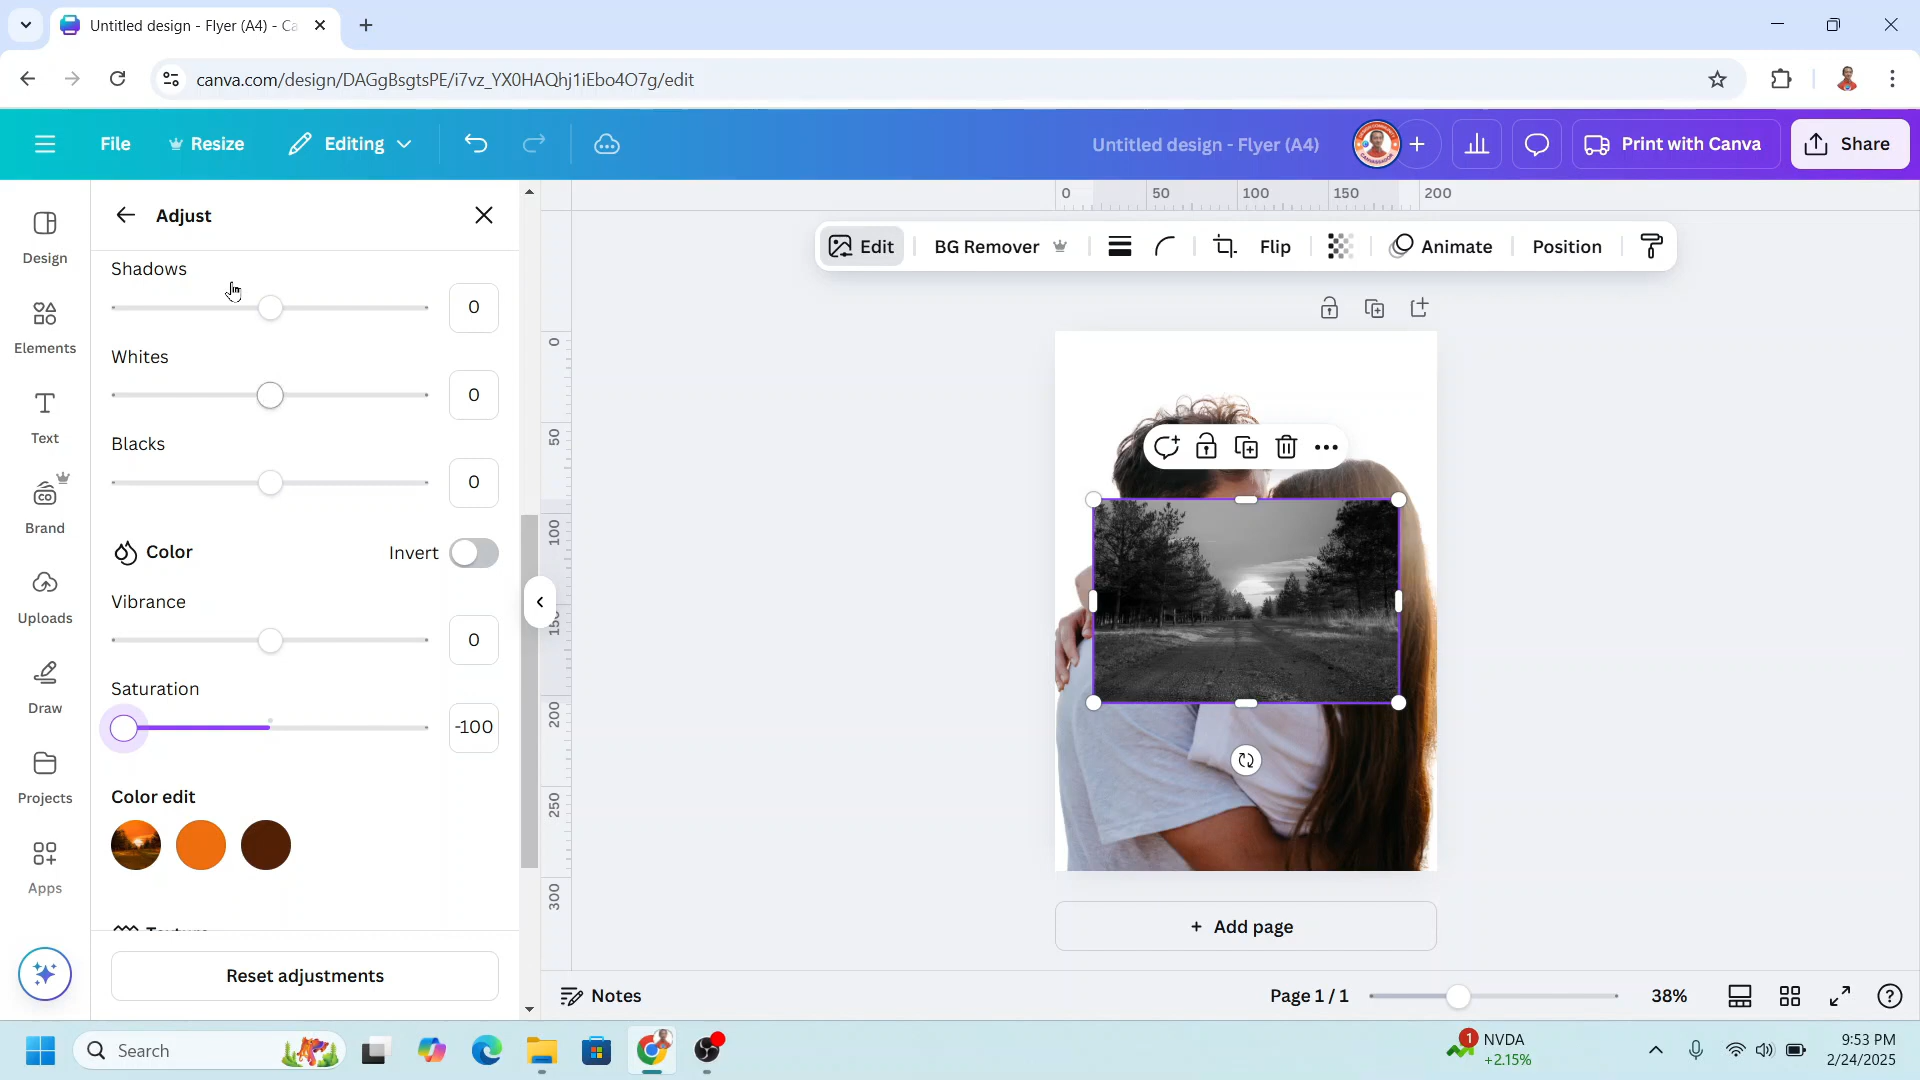 Untitled design - Flyer (A4) - Ca
canva.com/design/DAGgBsgtsPE/i7vz_YX0HAQhj1iEbo4O7g/edit
File
Resize
Editing
Untitled design - Flyer (A4)
Print with Canva
Share
Design
Elements
Text
Brand
Uploads
Draw
Projects
Apps
Adjust
Shadows
0
Whites
0
Blacks
0
Color
Invert
Vibrance
0
Saturation
-100
Color edit
Reset adjustments
0 50 100 150 200
Edit
BG Remover
Flip
Animate
Position
0
50
100
150
200
250
300
+ Add page
Notes
Page 1 / 1
38%
Search
1
NVDA
+2.15%
9:53 PM
2/24/2025